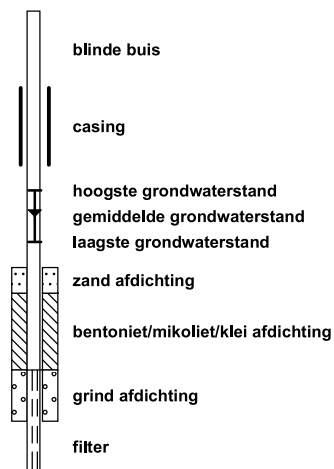 blinde buis
casing
hoogste grondwaterstand
gemiddelde grondwaterstand
laagste grondwaterstand
zand afdichting
bentoniet/mikoliet/klei afdichting
grind afdichting
filter